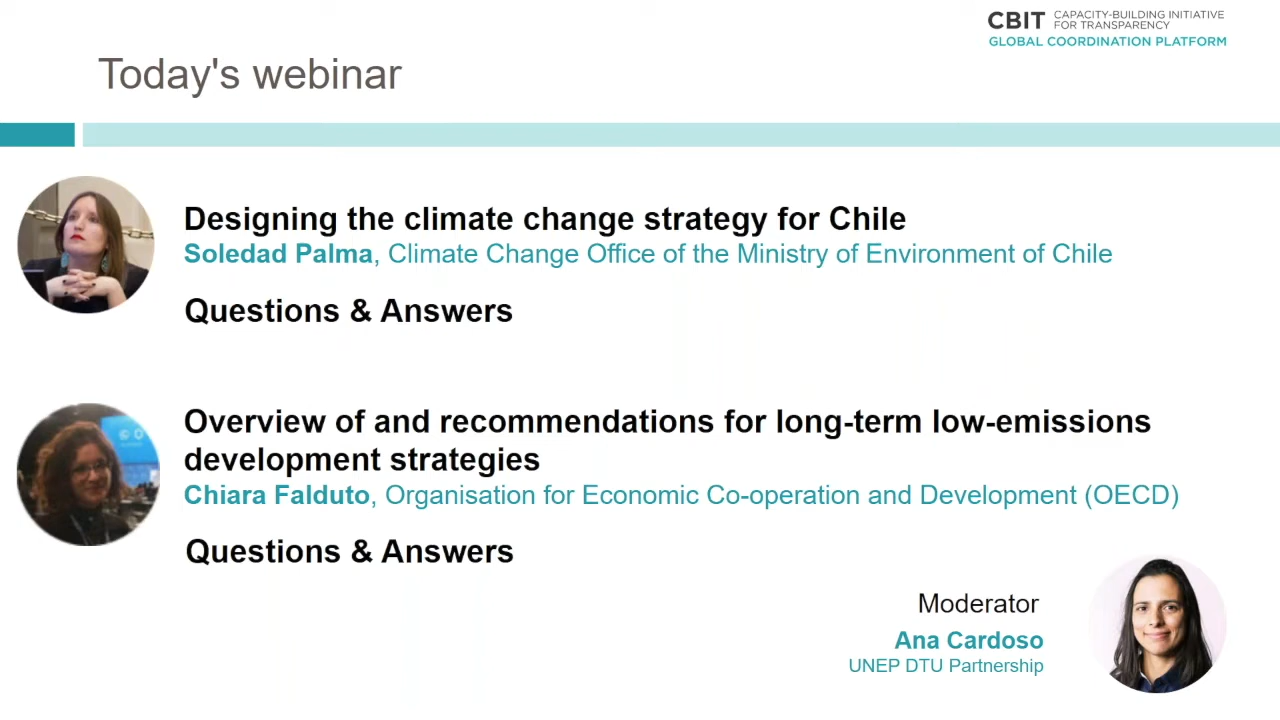 CBIT CAPACITY-BUILDING INITIATIVE
FOR TRANSPARENCY
GLOBAL COORDINATION PLATFORM
Today's webinar
Designing the climate change strategy for Chile
Soledad Palma, Climate Change Office of the Ministry of Environment of Chile
Questions & Answers
Overview of and recommendations for long-term low-emissions
development strategies
Chiara Falduto, Organisation for Economic Co-operation and Development (OECD)
Questions & Answers
Moderator
Ana Cardoso
UNEP DTU Partnership